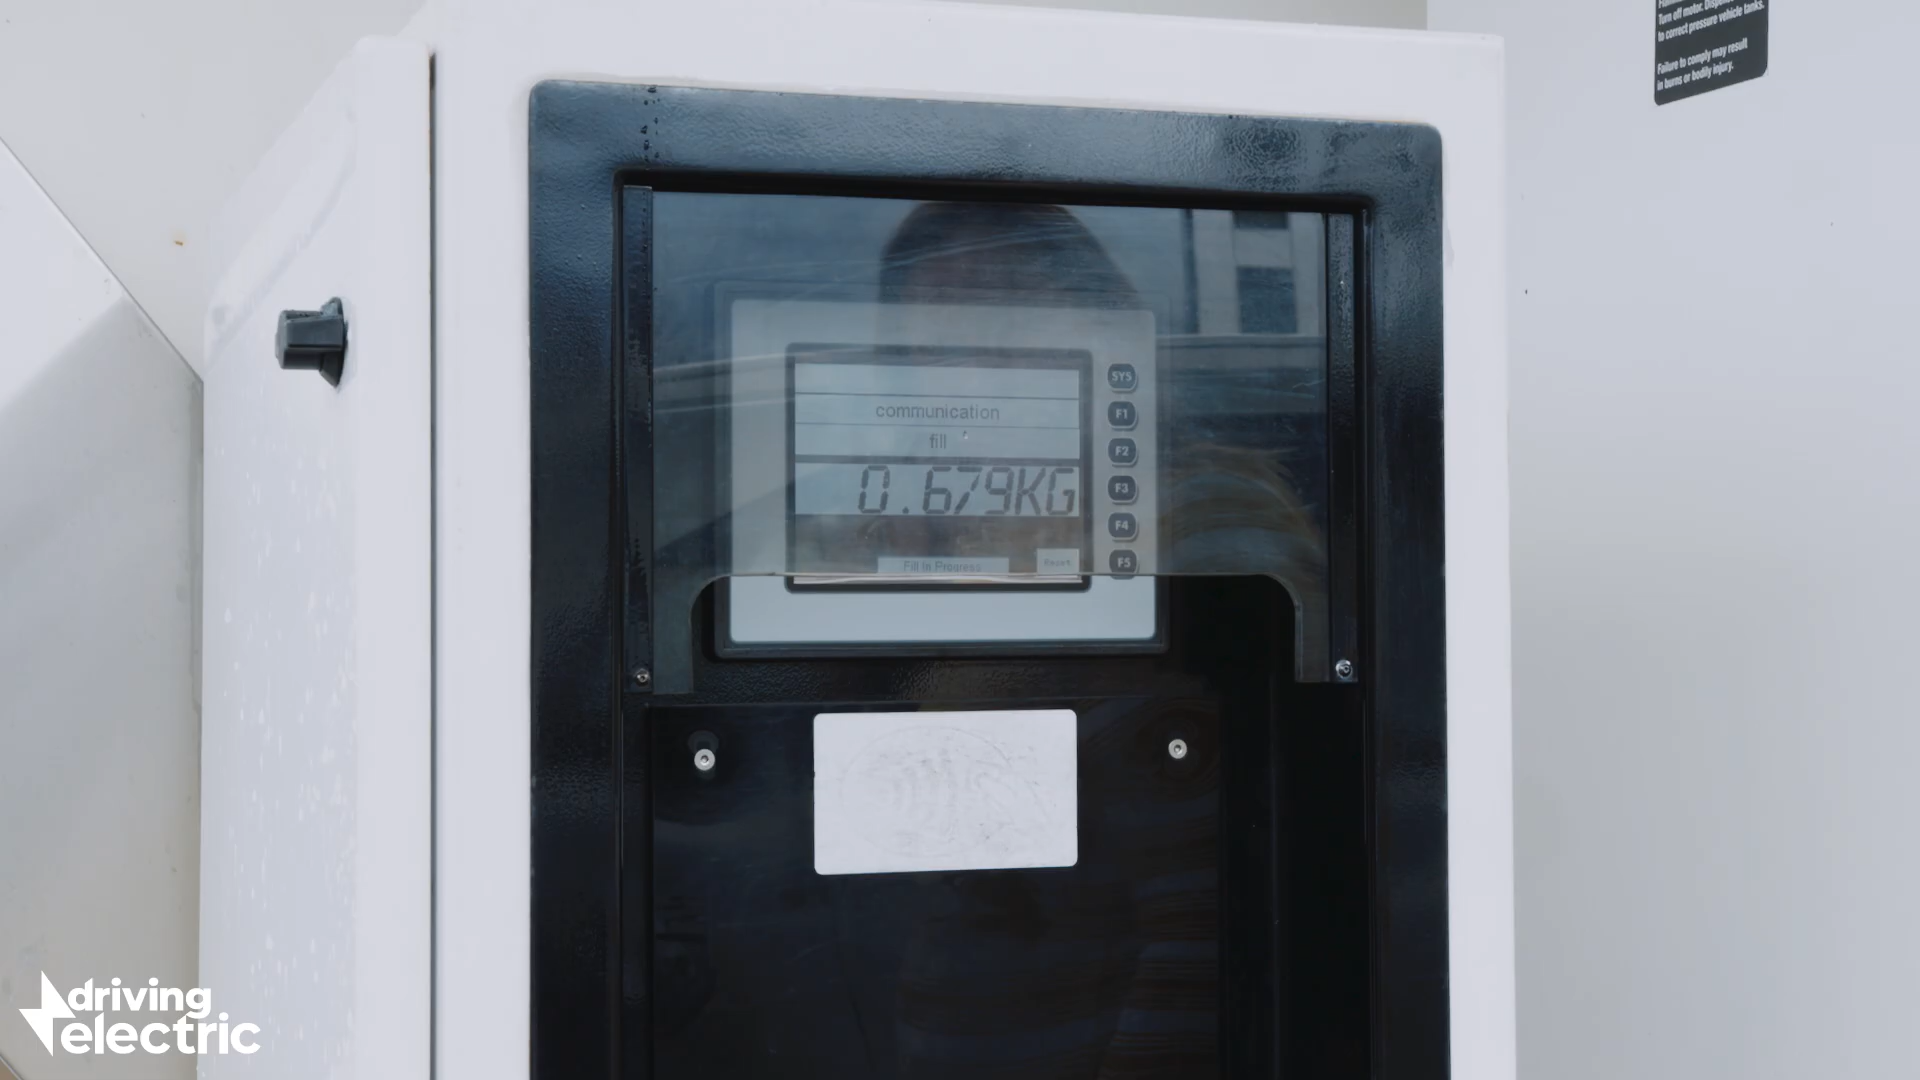 Turn off motor. Dispense
to correct pressure vehicle tanks.
Failure to comply may result
in burns or bodily injury.
communication
fill
0.679KG
Fill In Progress
Reset
SYS
F1
F2
F3
F4
F5
driving
electric